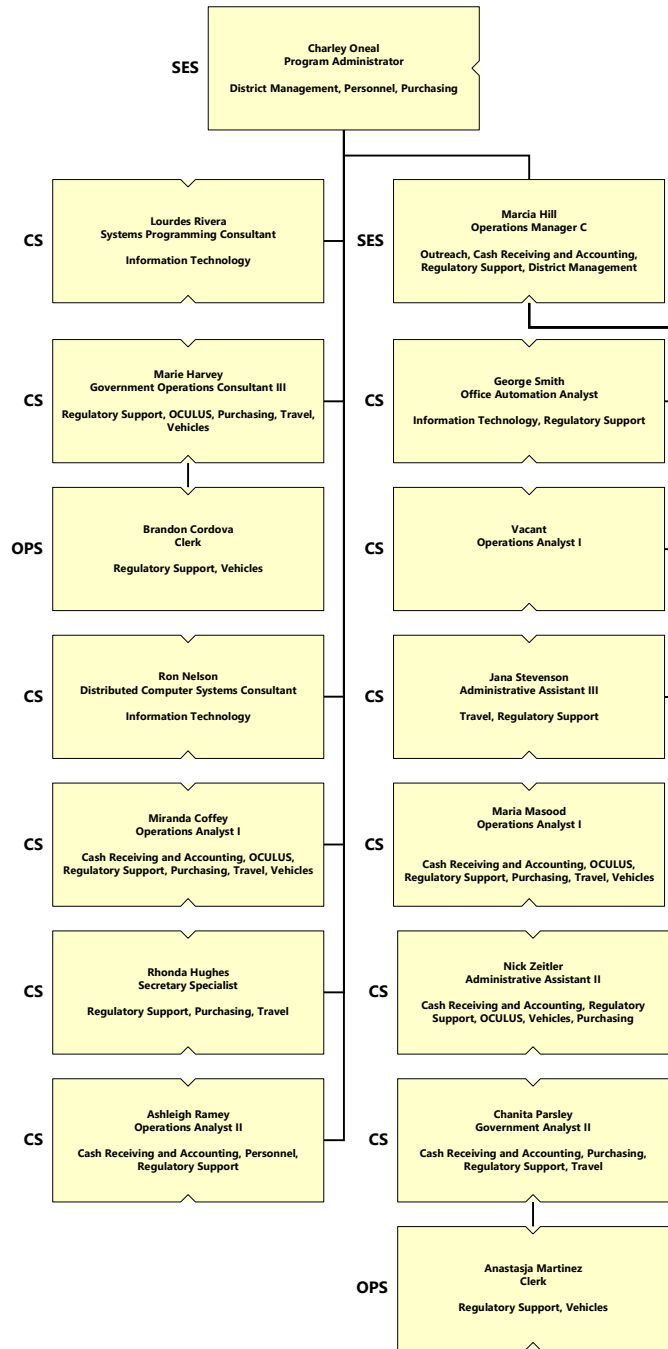 SES
Charley Oneal
Program Administrator
District Management, Personnel, Purchasing
CS
Lourdes Rivera
Systems Programming Consultant
Information Technology
SES
Marcia Hill
Operations Manager C
Outreach, Cash Receiving and Accounting,
Regulatory Support, District Management
CS
Marie Harvey
Government Operations Consultant III
Regulatory Support, OCULUS, Purchasing, Travel,
Vehicles
CS
George Smith
Office Automation Analyst
Information Technology, Regulatory Support
OPS
Brandon Cordova
Clerk
Regulatory Support, Vehicles
CS
Vacant
Operations Analyst I
CS
Ron Nelson
Distributed Computer Systems Consultant
Information Technology
CS
Jana Stevenson
Administrative Assistant III
Travel, Regulatory Support
CS
Miranda Coffey
Operations Analyst I
Cash Receiving and Accounting, OCULUS,
Regulatory Support, Purchasing, Travel, Vehicles
CS
Maria Masood
Operations Analyst I
Cash Receiving and Accounting, OCULUS,
Regulatory Support, Purchasing, Travel, Vehicles
CS
Rhonda Hughes
Secretary Specialist
Regulatory Support, Purchasing, Travel
CS
Nick Zeitler
Administrative Assistant II
Cash Receiving and Accounting, Regulatory
Support, OCULUS, Vehicles, Purchasing
CS
Ashleigh Ramey
Operations Analyst II
Cash Receiving and Accounting, Personnel,
Regulatory Support
CS
Chanita Parsley
Government Analyst II
Cash Receiving and Accounting, Purchasing,
Regulatory Support, Travel
OPS
Anastasja Martinez
Clerk
Regulatory Support, Vehicles